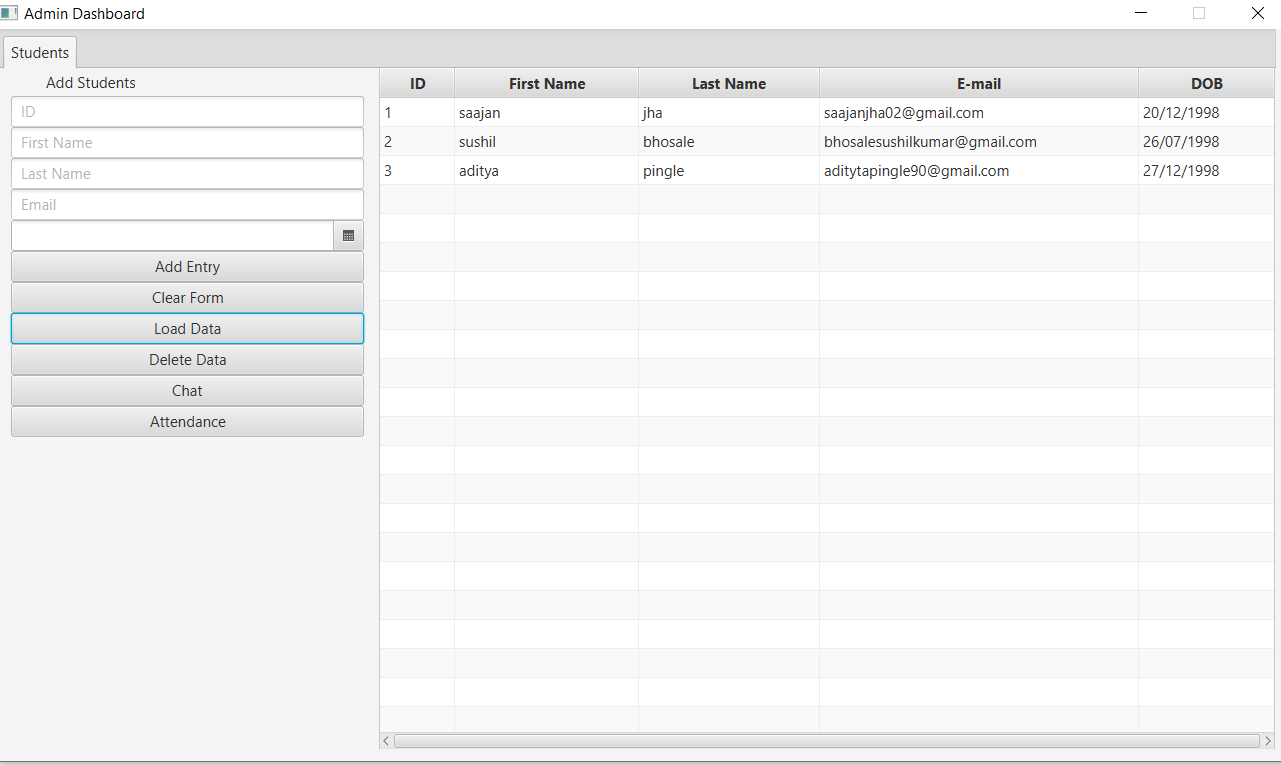 Admin Dashboard
Students
Add Students
ID
First Name
Last Name
Email
Add Entry
Clear Form
Load Data
Delete Data
Chat
Attendance
ID First Name Last Name E-mail DOB
1 saajan jha saajanjha02@gmail.com 20/12/1998
2 sushil bhosale bhosalesushilkumar@gmail.com 26/07/1998
3 aditya pingle aditytapingle90@gmail.com 27/12/1998